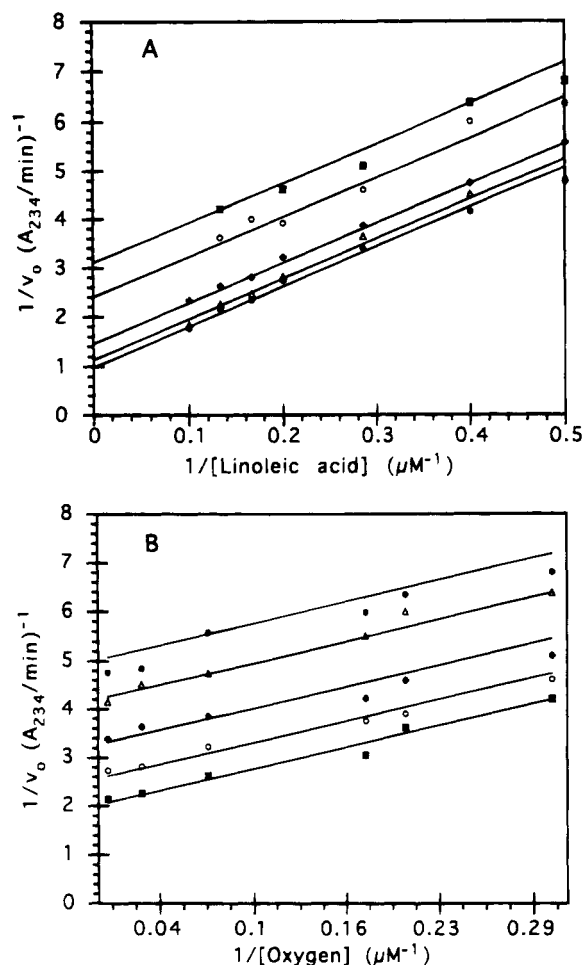 A
8
7
6
5
4
3
2
1
0
1/v₀ (A₂₃₄/min)⁻¹
0 0.1 0.2 0.3 0.4 0.5
1/[Linoleic acid] (µM⁻¹)
B
8
7
6
5
4
3
2
1
0
1/v₀ (A₂₃₄/min)⁻¹
0.04 0.1 0.16 0.23 0.29
1/[Oxygen] (µM⁻¹)